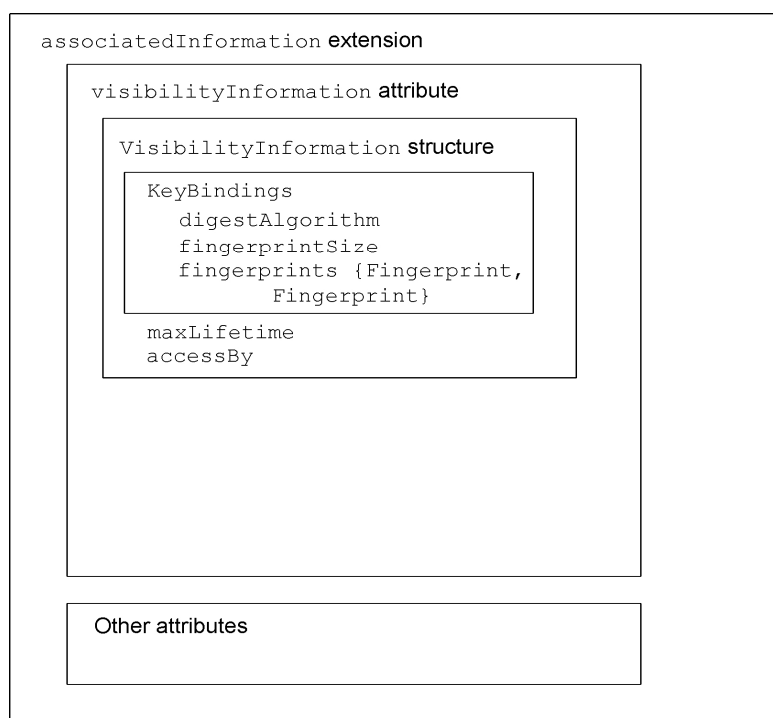 associatedInformation extension
visibilityInformation attribute
VisibilityInformation structure
KeyBindings
digestAlgorithm
fingerprintSize
fingerprints {Fingerprint,
Fingerprint}
maxLifetime
accessBy
Other attributes